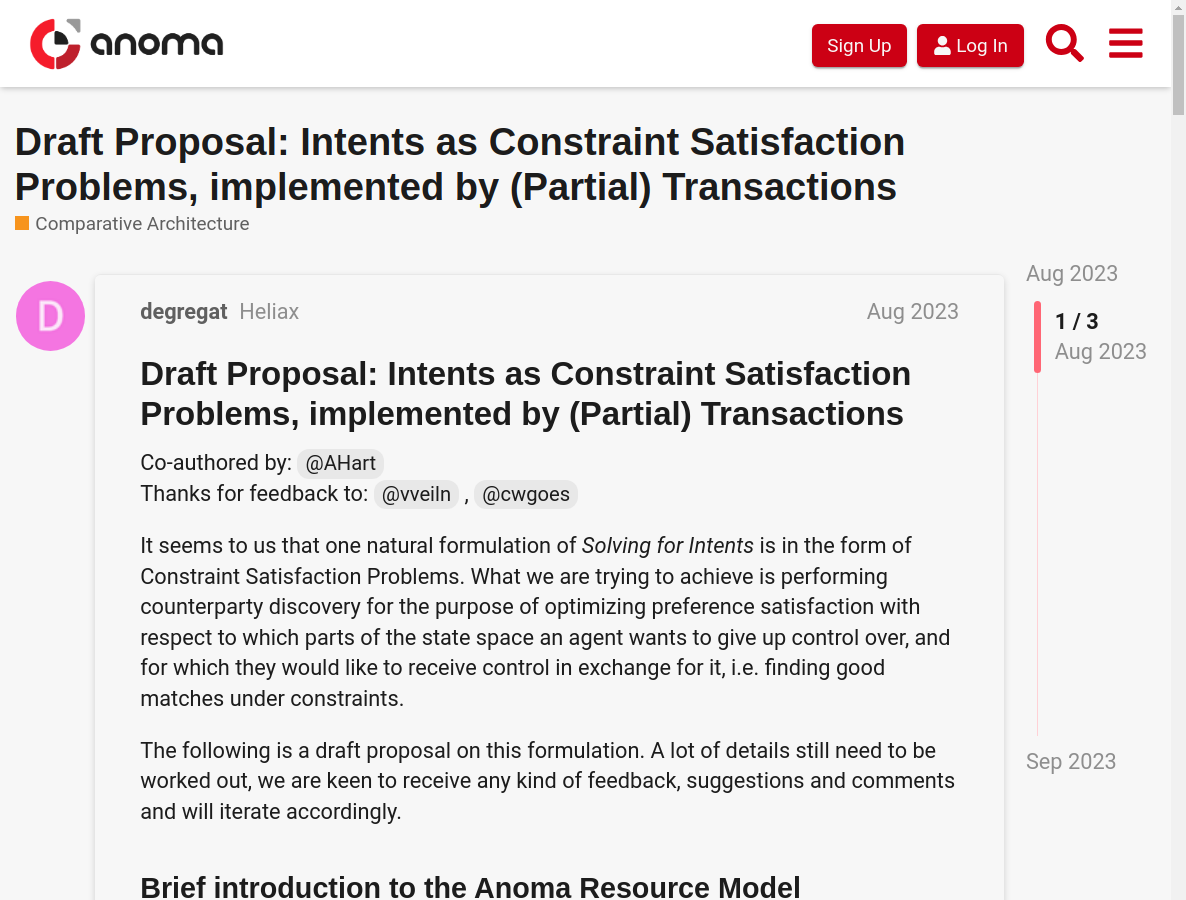 anoma
Sign Up
Log In
Draft Proposal: Intents as Constraint Satisfaction
Problems, implemented by (Partial) Transactions
Comparative Architecture
Aug 2023
1 / 3
Aug 2023
Sep 2023
D
degregat Heliax
Aug 2023
Draft Proposal: Intents as Constraint Satisfaction
Problems, implemented by (Partial) Transactions
Co-authored by: @AHart
Thanks for feedback to: @vveiln , @cwgoes
It seems to us that one natural formulation of Solving for Intents is in the form of
Constraint Satisfaction Problems. What we are trying to achieve is performing
counterparty discovery for the purpose of optimizing preference satisfaction with
respect to which parts of the state space an agent wants to give up control over, and
for which they would like to receive control in exchange for it, i.e. finding good
matches under constraints.
The following is a draft proposal on this formulation. A lot of details still need to be
worked out, we are keen to receive any kind of feedback, suggestions and comments
and will iterate accordingly.
Brief introduction to the Anoma Resource Model